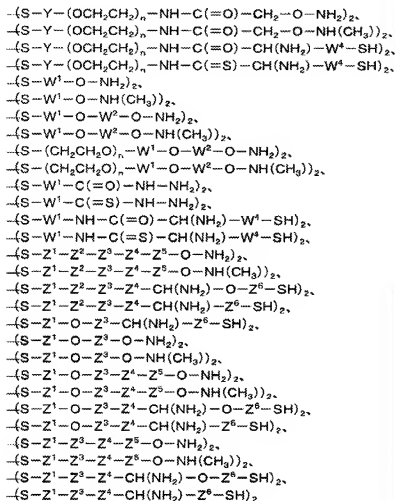 —(S—Y—(OCH₂CH₂)ₙ—NH—C(=O)—CH₂—O—NH₂)₂、
—(S—Y—(OCH₂CH₂)ₙ—NH—C(=O)—CH₂—O—NH(CH₃))₂、
—(S—Y—(OCH₂CH₂)ₙ—NH—C(=O)—CH(NH₂)—W⁴—SH)₂、
—(S—Y—(OCH₂CH₂)ₙ—NH—C(=S)—CH(NH₂)—W⁴—SH)₂、
—(S—W¹—O—NH₂)₂、
—(S—W¹—O—NH(CH₃))₂、
—(S—W¹—O—W²—O—NH₂)₂、
—(S—W¹—O—W²—O—NH(CH₃))₂、
—(S—(CH₂CH₂O)ₙ—W¹—O—W²—O—NH₂)₂、
—(S—(CH₂CH₂O)ₙ—W¹—O—W²—O—NH(CH₃))₂、
—(S—W¹—C(=O)—NH—NH₂)₂、
—(S—W¹—C(=S)—NH—NH₂)₂、
—(S—W¹—NH—C(=O)—CH(NH₂)—W⁴—SH)₂、
—(S—W¹—NH—C(=S)—CH(NH₂)—W⁴—SH)₂、
—(S—Z¹—Z²—Z³—Z⁴—Z⁵—O—NH₂)₂、
—(S—Z¹—Z²—Z³—Z⁴—Z⁵—O—NH(CH₃))₂、
—(S—Z¹—Z²—Z³—Z⁴—CH(NH₂)—O—Z⁶—SH)₂、
—(S—Z¹—Z²—Z³—Z⁴—CH(NH₂)—Z⁶—SH)₂、
—(S—Z¹—O—Z³—CH(NH₂)—Z⁶—SH)₂、
—(S—Z¹—O—Z³—O—NH₂)₂、
—(S—Z¹—O—Z³—O—NH(CH₃))₂、
—(S—Z¹—O—Z³—Z⁴—Z⁵—O—NH₂)₂、
—(S—Z¹—O—Z³—Z⁴—Z⁵—O—NH(CH₃))₂、
—(S—Z¹—O—Z³—Z⁴—CH(NH₂)—O—Z⁶—SH)₂、
—(S—Z¹—O—Z³—Z⁴—CH(NH₂)—Z⁶—SH)₂、
—(S—Z¹—Z³—Z⁴—Z⁵—O—NH₂)₂、
—(S—Z¹—Z³—Z⁴—Z⁵—O—NH(CH₃))₂、
—(S—Z¹—Z³—Z⁴—CH(NH₂)—O—Z⁶—SH)₂、
—(S—Z¹—Z³—Z⁴—CH(NH₂)—Z⁶—SH)₂